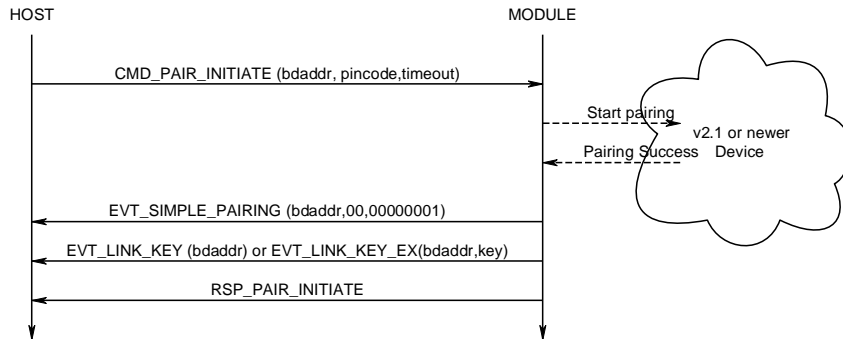 HOST
MODULE
CMD_PAIR_INITIATE (bdaddr, pincode,timeout)
Start pairing
v2.1 or newer
Device
Pairing Success
EVT_SIMPLE_PAIRING (bdaddr,00,00000001)
EVT_LINK_KEY (bdaddr) or EVT_LINK_KEY_EX(bdaddr,key)
RSP_PAIR_INITIATE